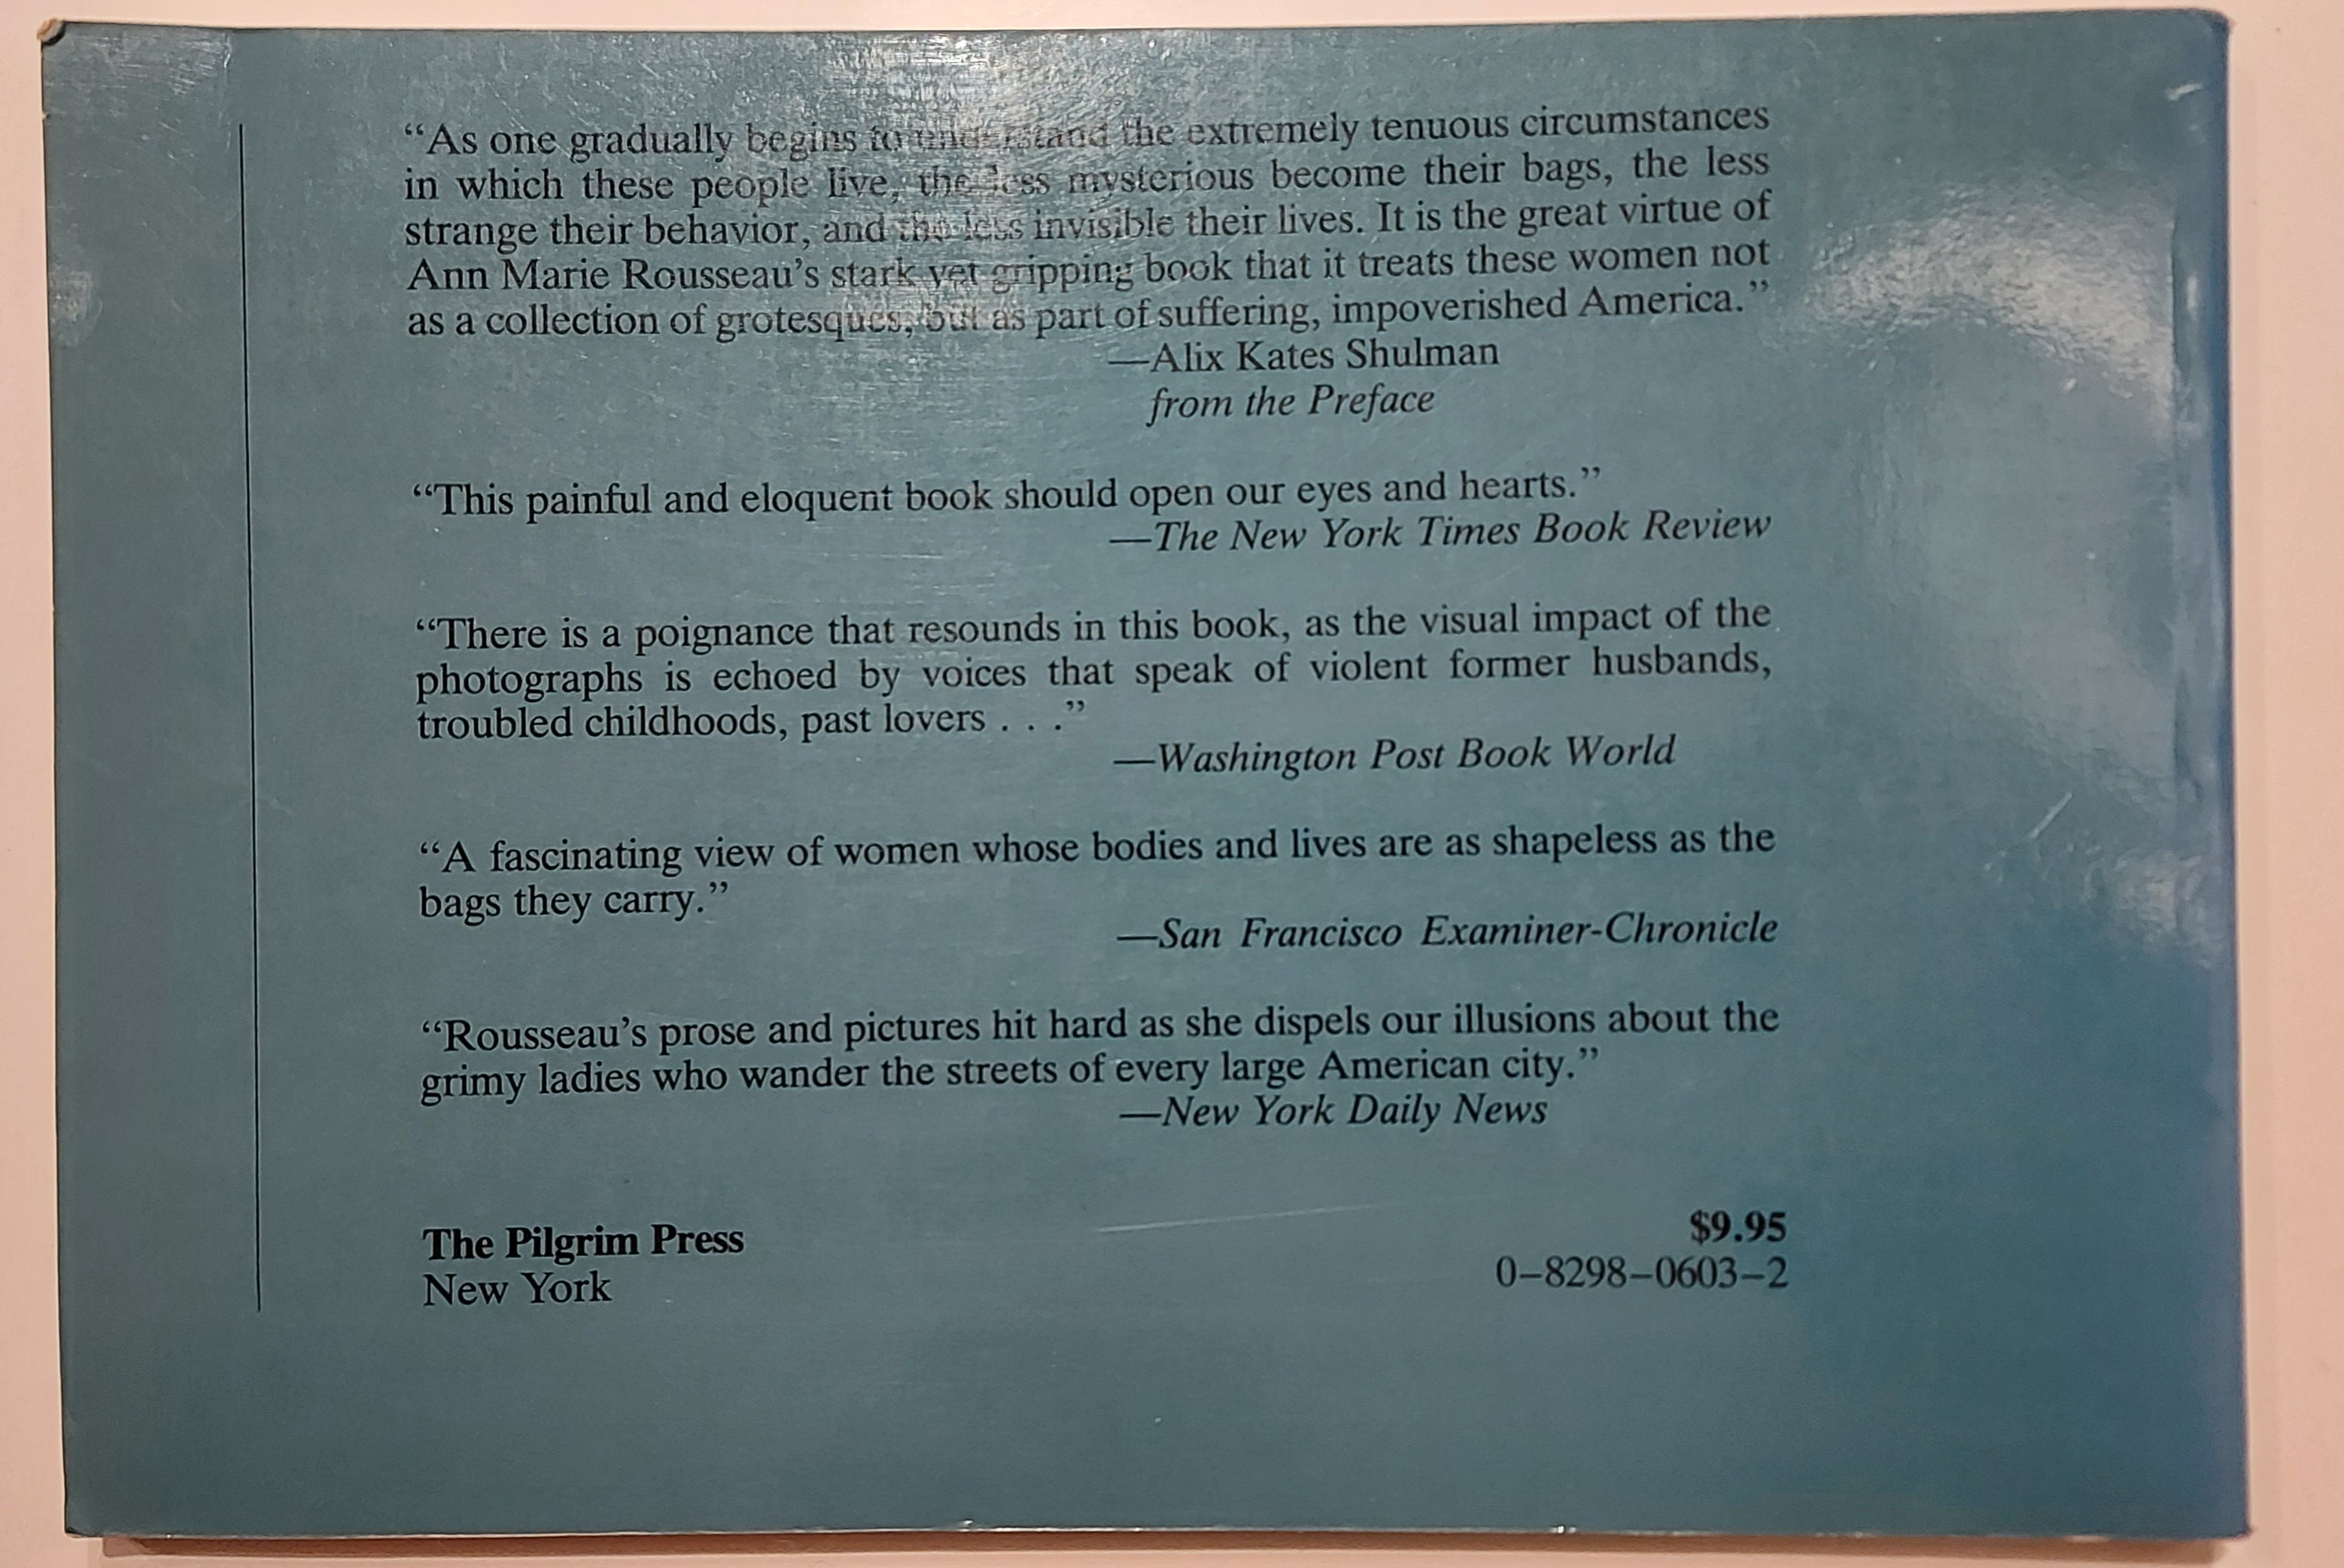 “As one gradually begins to understand the extremely tenuous circumstances
in which these people live, the less mysterious become their bags, the less
strange their behavior, and the less invisible their lives. It is the great virtue of
Ann Marie Rousseau’s stark yet gripping book that it treats these women not
as a collection of grotesques, but as part of suffering, impoverished America.”
—Alix Kates Shulman
from the Preface
“This painful and eloquent book should open our eyes and hearts.”
—The New York Times Book Review
“There is a poignance that resounds in this book, as the visual impact of the
photographs is echoed by voices that speak of violent former husbands,
troubled childhoods, past lovers . . .”
—Washington Post Book World
“A fascinating view of women whose bodies and lives are as shapeless as the
bags they carry.”
—San Francisco Examiner-Chronicle
“Rousseau’s prose and pictures hit hard as she dispels our illusions about the
grimy ladies who wander the streets of every large American city.”
—New York Daily News
The Pilgrim Press
New York
$9.95
0–8298–0603–2